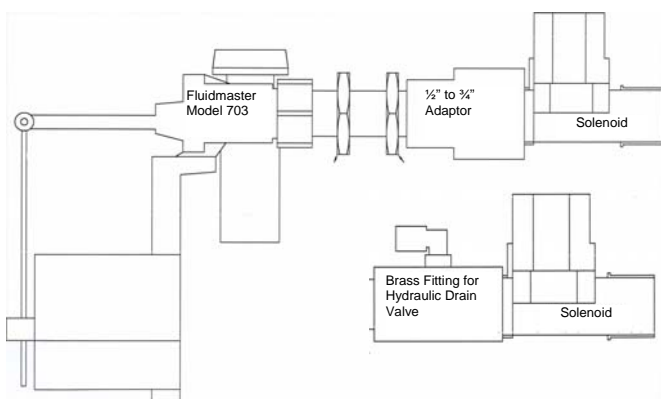 Fluidmaster
Model 703
½” to ¾”
Adaptor
Solenoid
Brass Fitting for
Hydraulic Drain
Valve
Solenoid